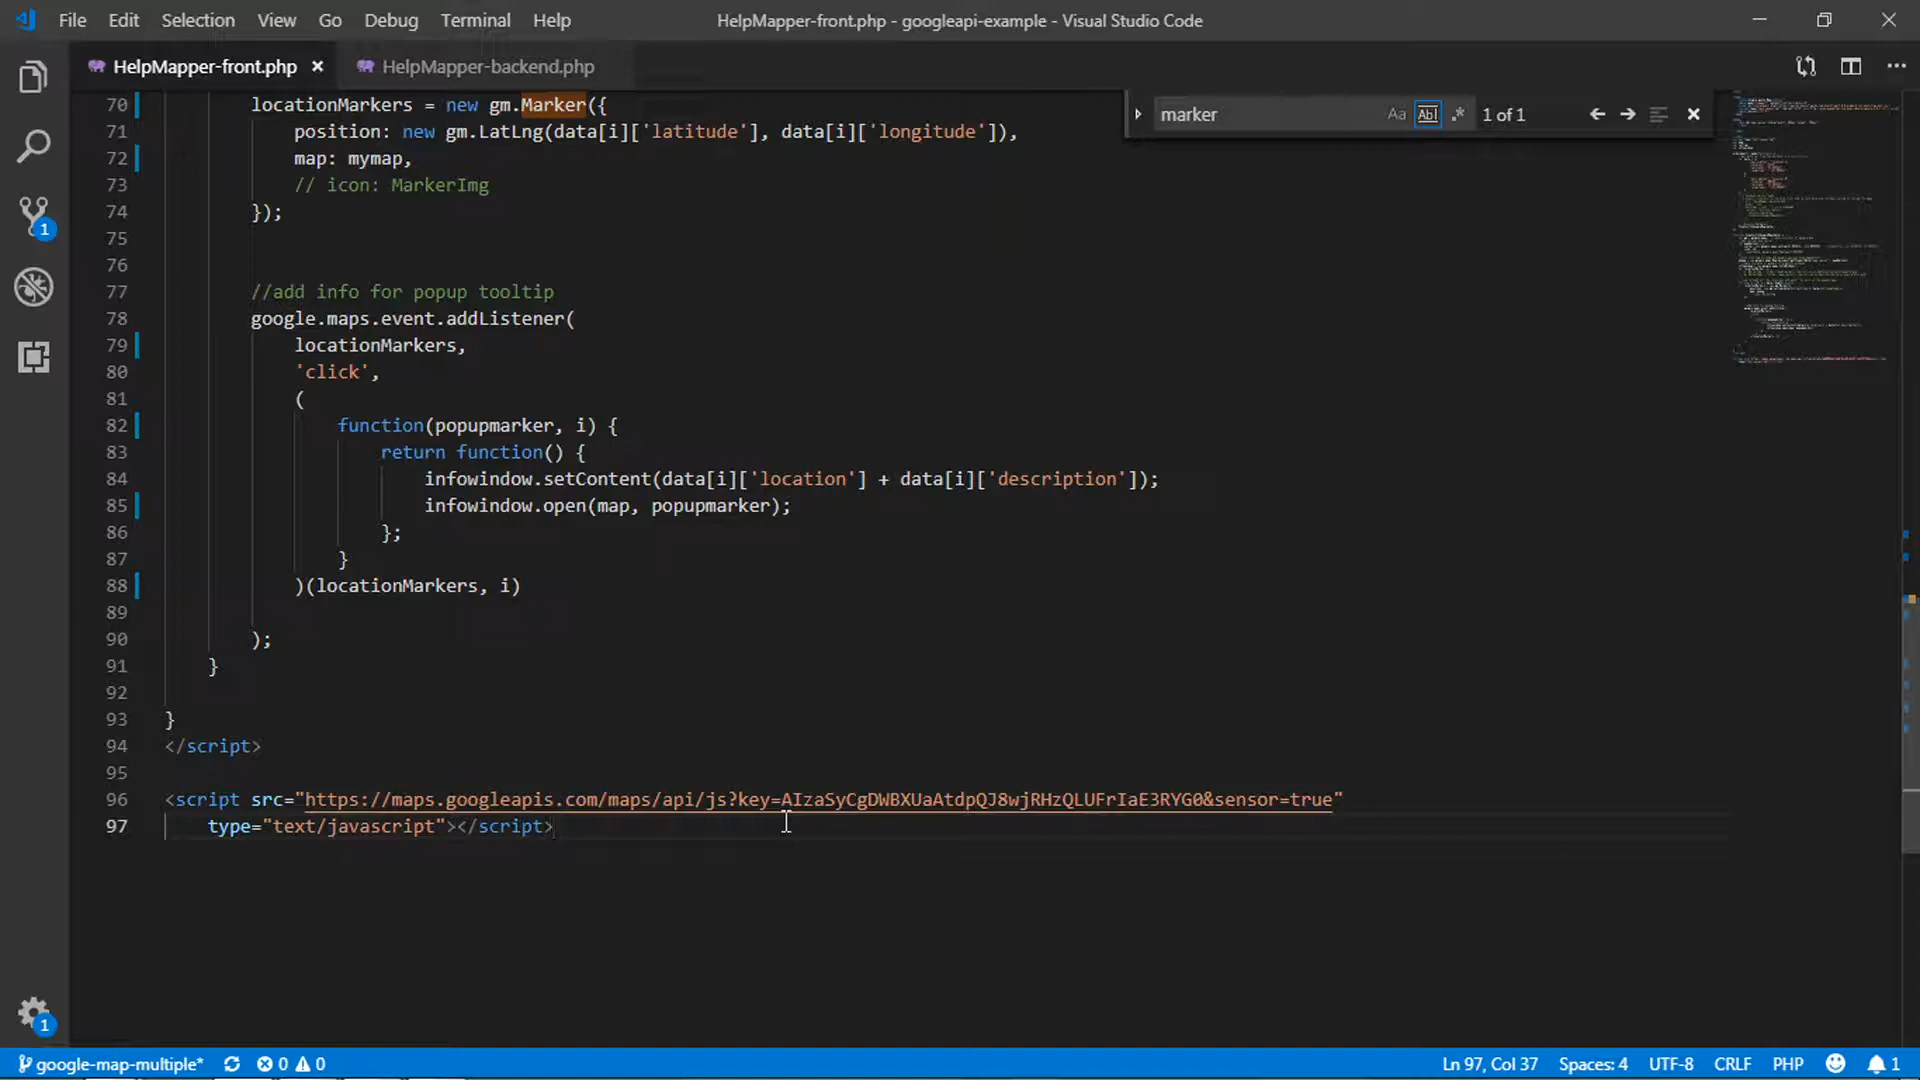 File Edit Selection View Go Debug Terminal Help HelpMapper-front.php - googleapi-example - Visual Studio Code
HelpMapper-front.php HelpMapper-backend.php
marker Aa Abl .* 1 of 1
70 locationMarkers = new gm.Marker({
71 position: new gm.LatLng(data[i]['latitude'], data[i]['longitude']),
72 map: mymap,
73 // icon: MarkerImg
74 });
75
76
77 //add info for popup tooltip
78 google.maps.event.addListener(
79 locationMarkers,
80 'click',
81 (
82 function(popupmarker, i) {
83 return function() {
84 infowindow.setContent(data[i]['location'] + data[i]['description']);
85 infowindow.open(map, popupmarker);
86 };
87 }
88 )(locationMarkers, i)
89
90 );
91 }
92
93 }
94 </script>
95
96 <script src="https://maps.googleapis.com/maps/api/js?key=AIzaSyCgDWBXUaAtdpQJ8wjRHzQLUFrIaE3RYG0&sensor=true"
97 type="text/javascript"></script>
1
1
google-map-multiple* 0 0 Ln 97, Col 37 Spaces: 4 UTF-8 CRLF PHP 1